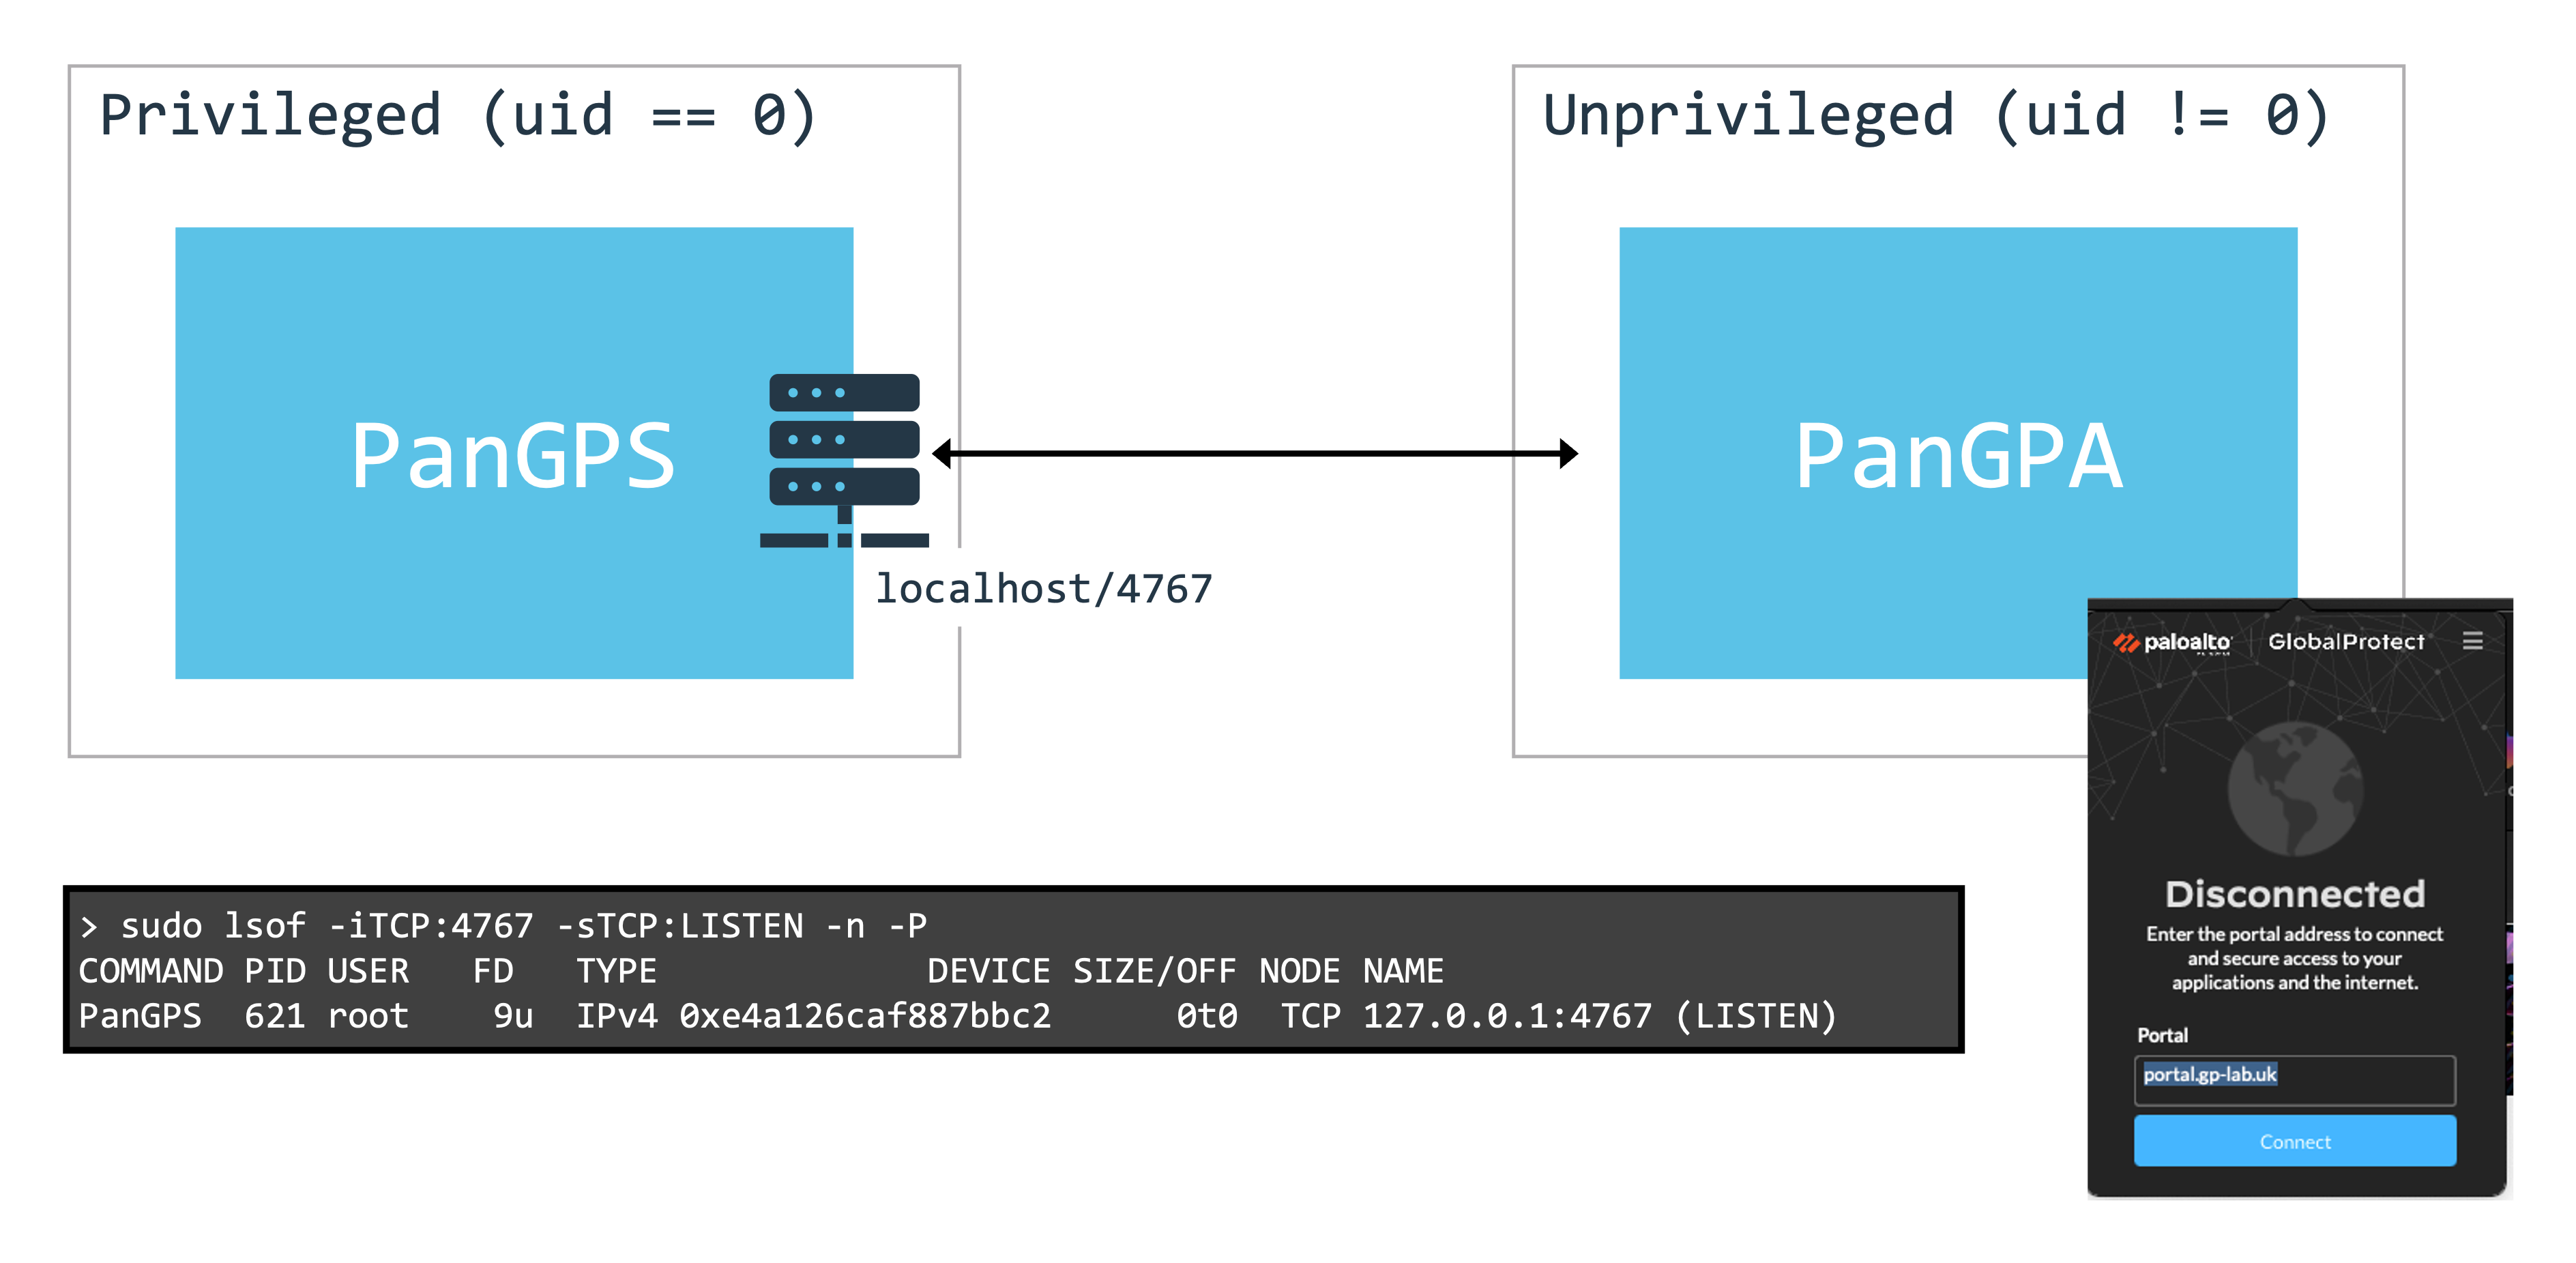 Privileged (uid == 0)
Unprivileged (uid != 0)
PanGPS
PanGPA
localhost/4767
paloalto
GlobalProtect
Disconnected
Enter the portal address to connect
and secure access to your
applications and the internet.
Portal
portal.gp-lab.uk
Connect
> sudo lsof -iTCP:4767 -sTCP:LISTEN -n -P
COMMAND PID USER   FD   TYPE             DEVICE SIZE/OFF NODE NAME
PanGPS  621 root    9u  IPv4 0xe4a126caf887bbc2      0t0  TCP 127.0.0.1:4767 (LISTEN)